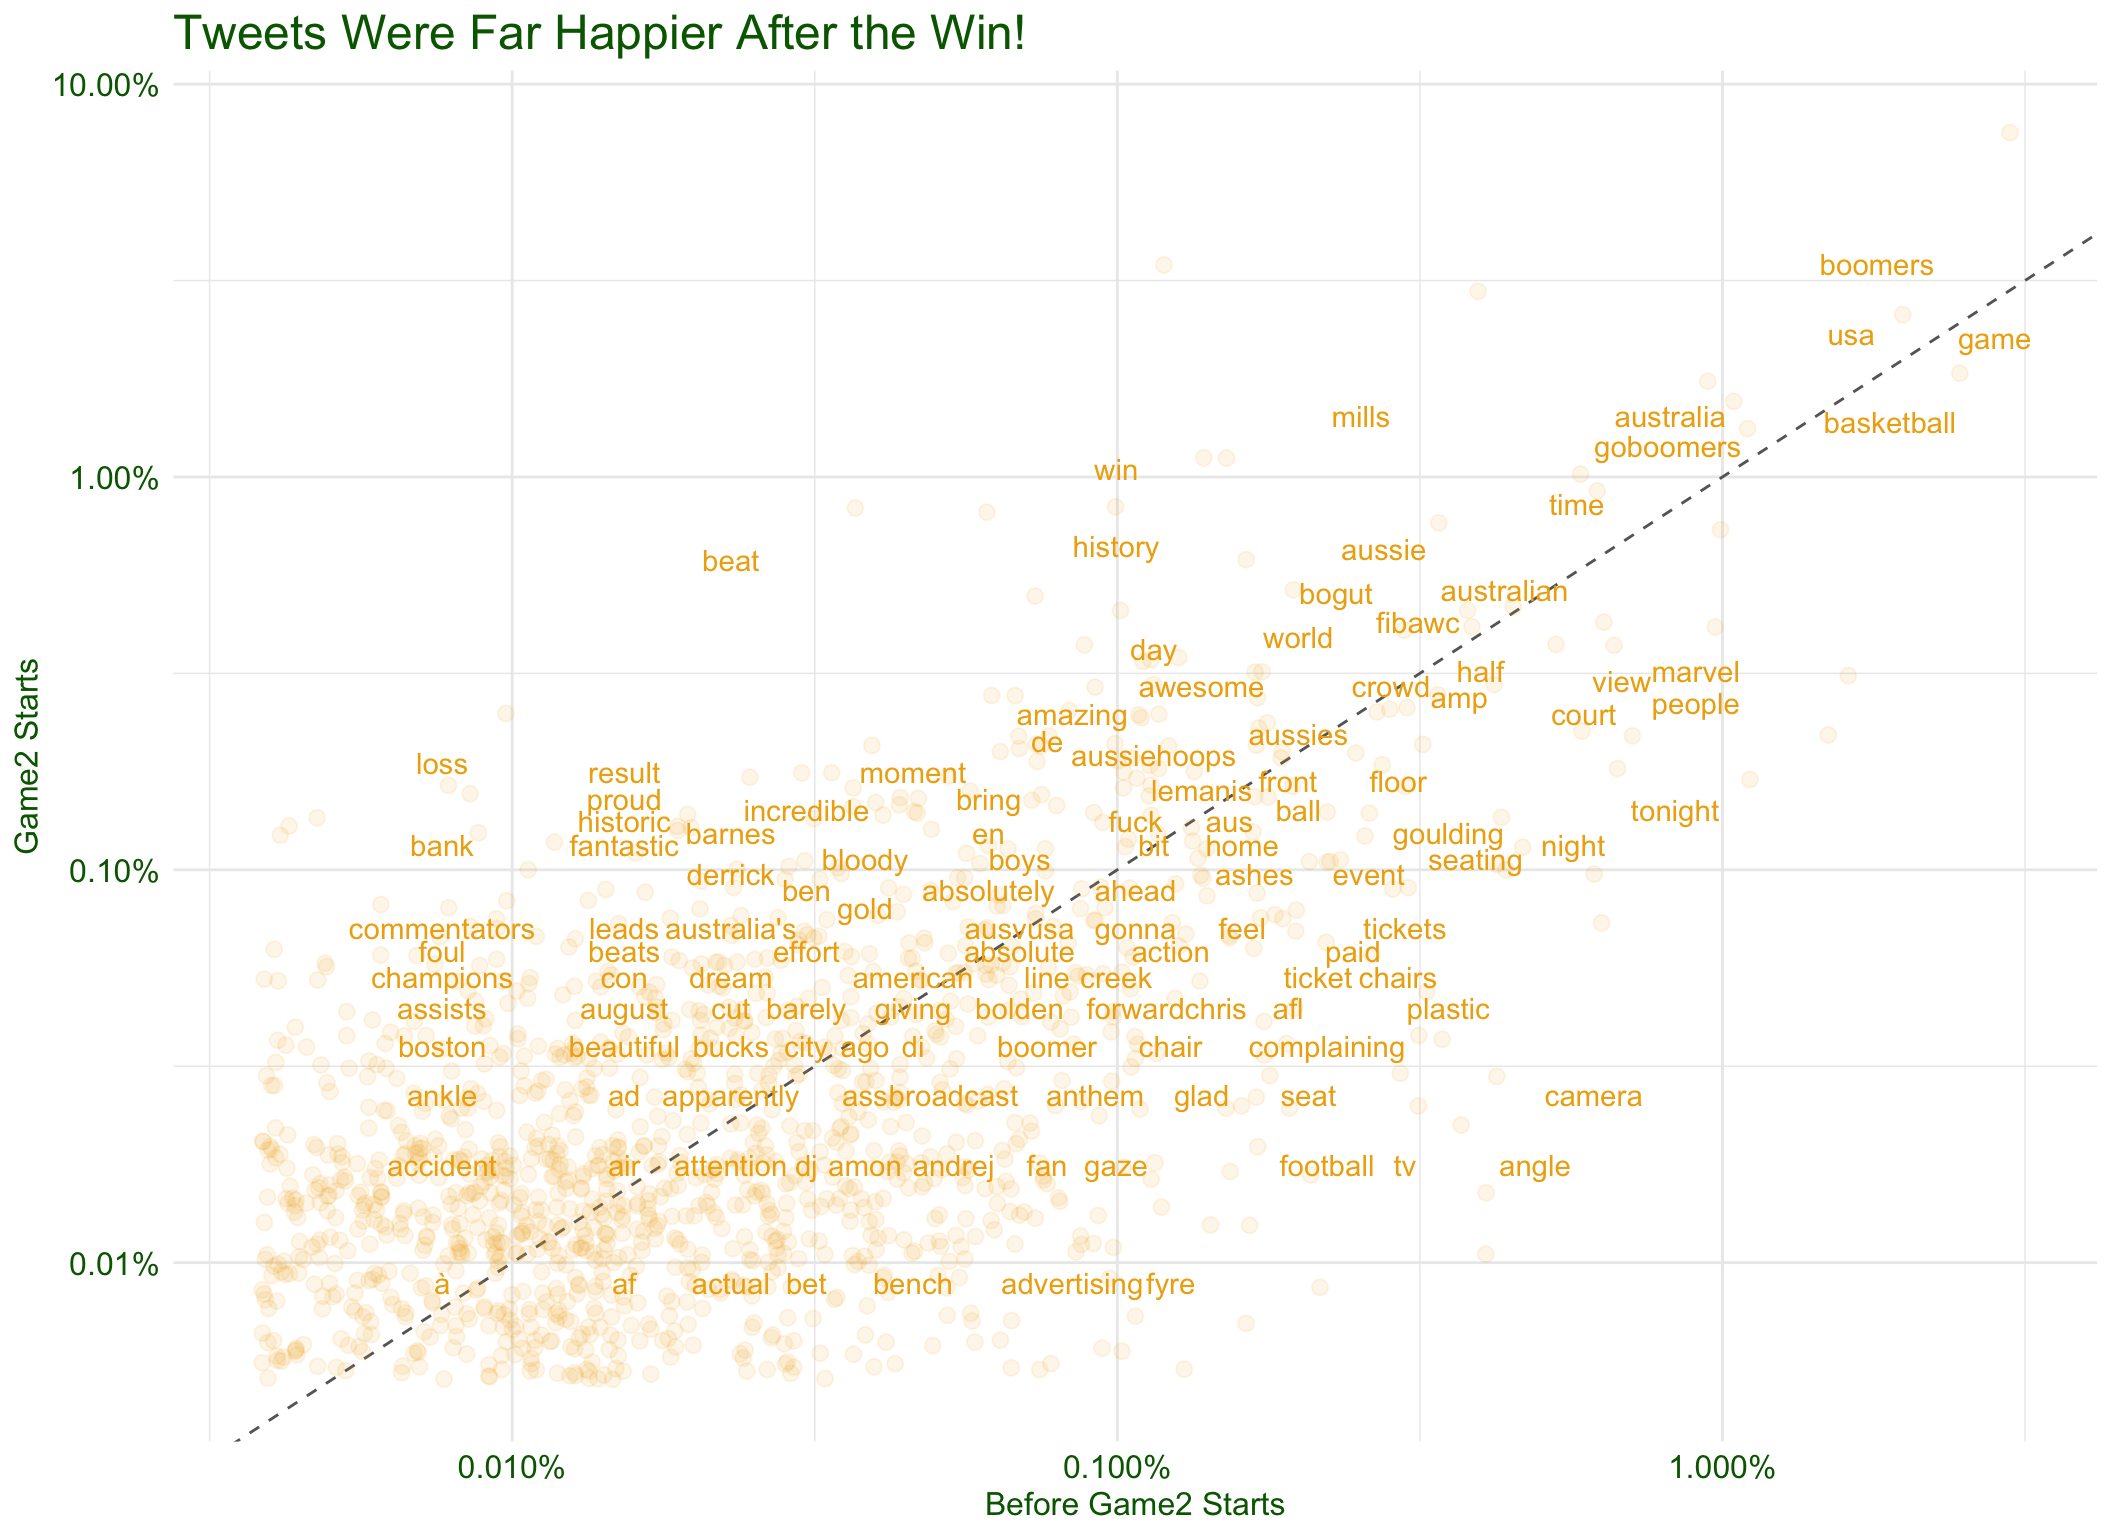 Tweets Were Far Happier After the Win!
10.00%
boomers
usa
game
mills
australia
basketball
goboomers
win
1.00%
time
history
aussie
beat
bogut
australian
fibawc
world
day
half
marvel
view
awesome
crowd
amp
people
amazing
court
de
aussies
aussiehoops
loss
result
moment
front
floor
lemanis
proud
bring
incredible
ball
tonight
historic
fuck
aus
barnes
en
goulding
bank
fantastic
bit
home
night
bloody
boys
seating
0.10%
derrick
ashes
event
ben
absolutely
ahead
gold
commentators
leads
australia's
ausvusa
gonna
feel
tickets
foul
beats
effort
absolute
action
paid
champions
con
dream
american
line
creek
ticket
chairs
assists
august
cut
barely
giving
bolden
forward
chris
afl
plastic
boston
beautiful
bucks
city
ago
di
boomer
chair
complaining
ankle
ad
apparently
ass
broadcast
anthem
glad
seat
camera
accident
air
attention
dj
amon
andrej
fan
gaze
football
tv
angle
0.01%
à
af
actual
bet
bench
advertising
fyre
0.010%
0.100%
1.000%
Before Game2 Starts
Game2 Starts